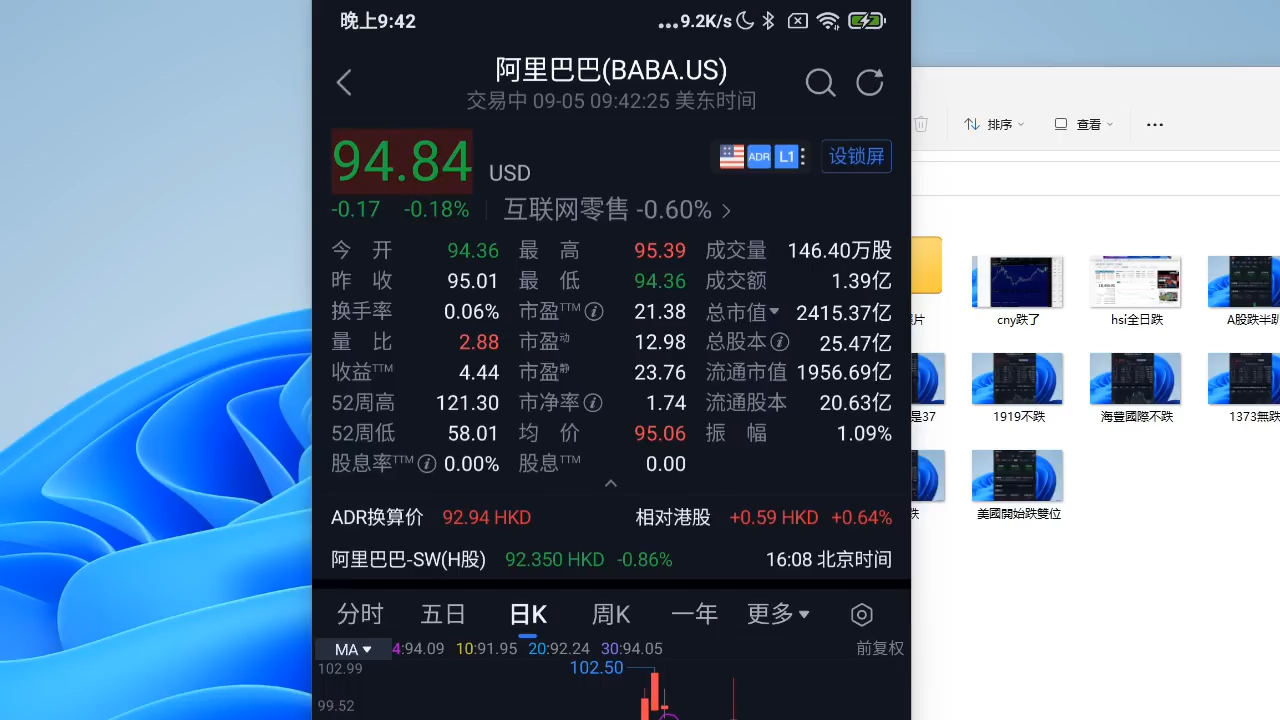 晚上9:42
...9.2K/s
阿里巴巴(BABA.US)
交易中 09-05 09:42:25 美东时间
94.84 USD
ADR L1
设锁屏
-0.17 -0.18% 互联网零售 -0.60%
今开 94.36 最高 95.39 成交量 146.40万股
昨收 95.01 最低 94.36 成交额 1.39亿
换手率 0.06% 市盈TTM 21.38 总市值 2415.37亿
量比 2.88 市盈动 12.98 总股本 25.47亿
收益TTM 4.44 市盈静 23.76 流通市值 1956.69亿
52周高 121.30 市净率 1.74 流通股本 20.63亿
52周低 58.01 均价 95.06 振幅 1.09%
股息率TTM 0.00% 股息TTM 0.00
ADR换算价 92.94 HKD 相对港股 +0.59 HKD +0.64%
阿里巴巴-SW(H股) 92.350 HKD -0.86% 16:08 北京时间
分时 五日 日K 周K 一年 更多
MA 4:94.09 10:91.95 20:92.24 30:94.05 前复权
102.99
102.50
99.52
排序 查看 ...
片 cny跌了 hsi全日跌 A股跌半
是37 1919不跌 海豐國際不跌 1373無跌
跌 美國開始跌雙位